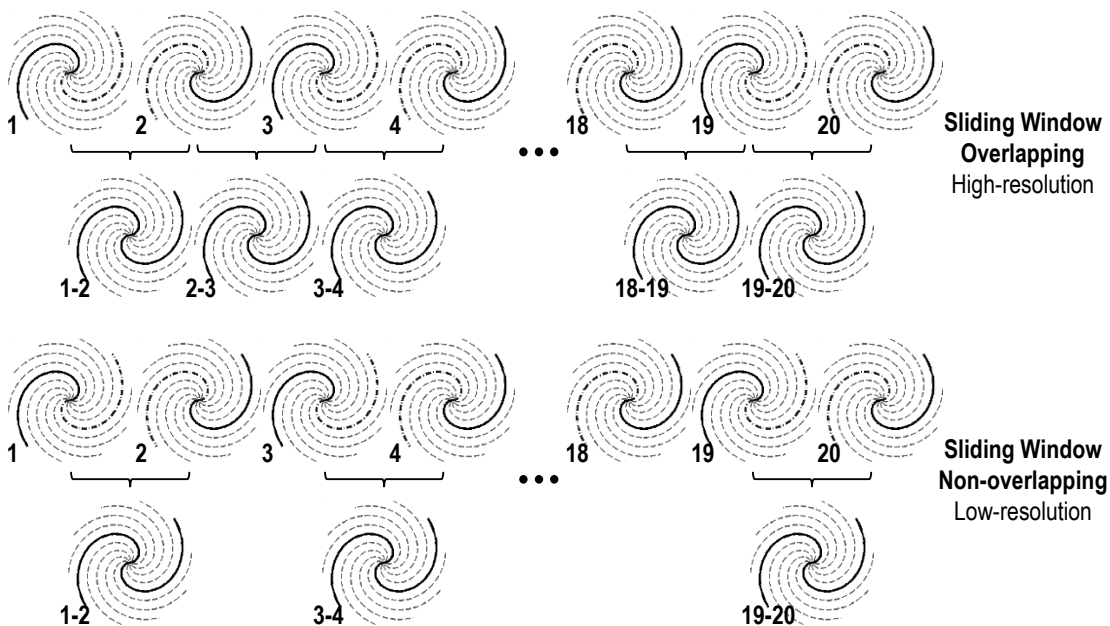 1 2 3 4 18 19 20
Sliding Window
Overlapping
High-resolution
1-2 2-3 3-4 18-19 19-20
1 2 3 4 18 19 20
Sliding Window
Non-overlapping
Low-resolution
1-2 3-4 19-20